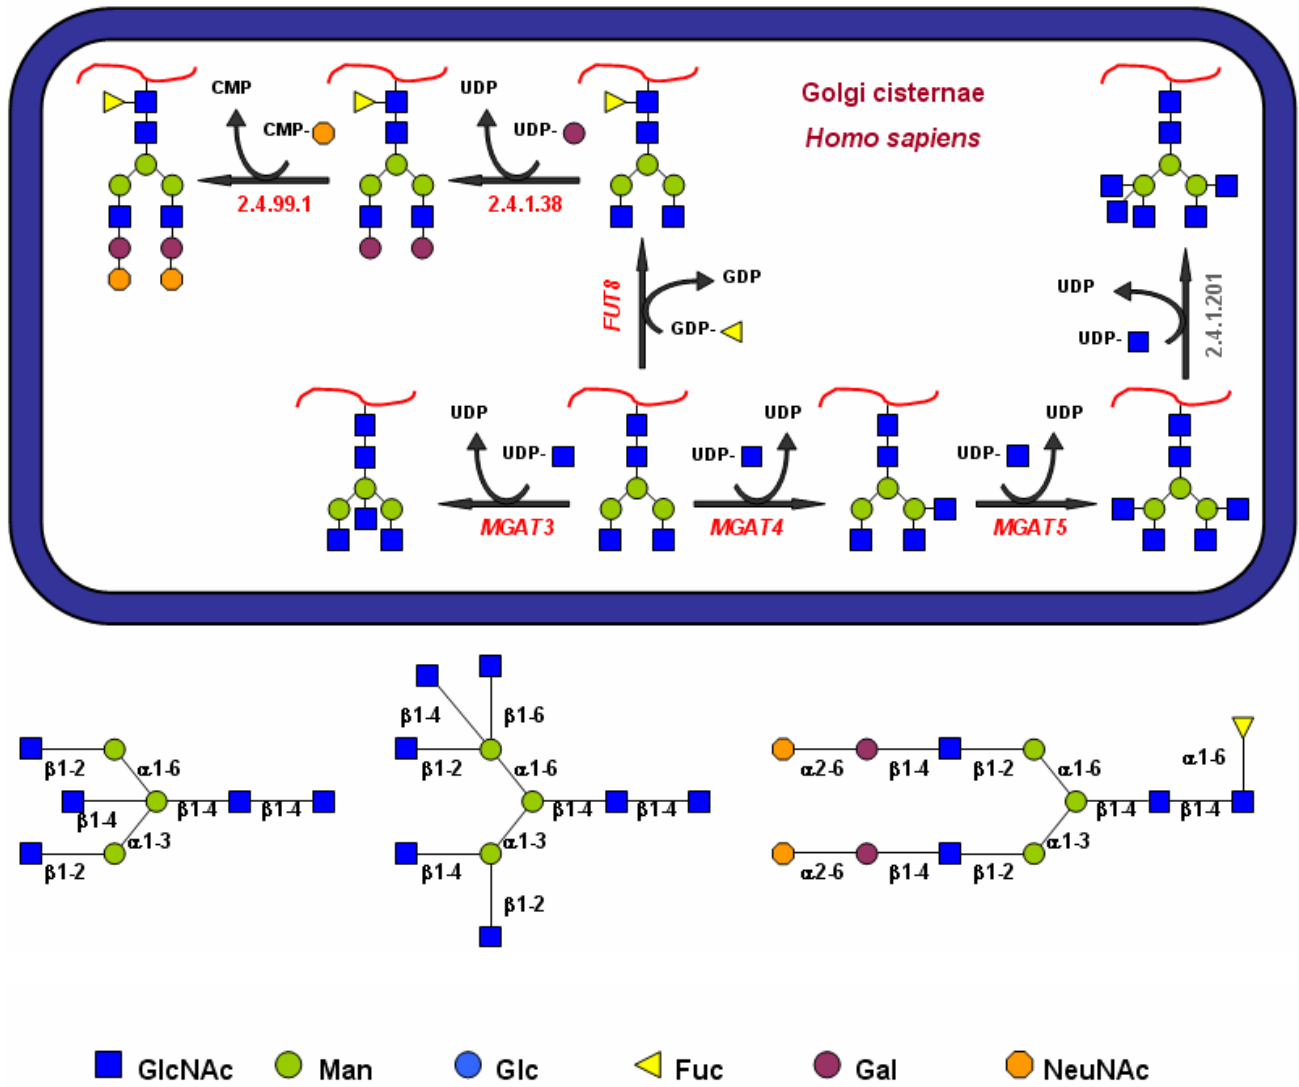 CMP
UDP
Golgi cisternae
CMP-
UDP-
Homo sapiens
2.4.99.1
2.4.1.38
GDP
UDP
FUT8
GDP-
UDP-
2.4.1.201
UDP
UDP
UDP
UDP-
UDP-
UDP-
MGAT3
MGAT4
MGAT5
β1-4
β1-6
α1-6
β1-2
α1-6
β1-2
α1-6
α2-6
β1-4
β1-2
α1-6
β1-4
β1-4
β1-4
β1-4
β1-4
β1-4
β1-4
α1-3
α1-3
α1-3
β1-2
β1-4
α2-6
β1-4
β1-2
β1-2
GlcNAc
Man
Glc
Fuc
Gal
NeuNAc